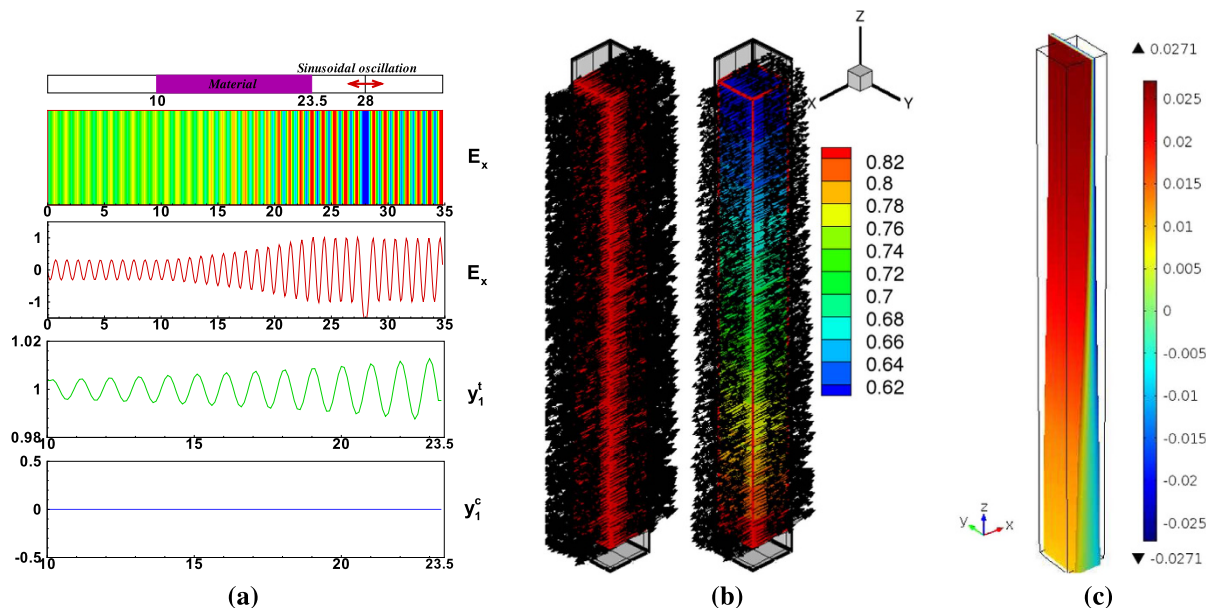 Sinusoidal oscillation
Material
10 23.5 28
E_x
0 5 10 15 20 25 30 35
1
0
-1
E_x
0 5 10 15 20 25 30 35
1.02
1
0.98
y_1^t
10 15 20 23.5
0.5
0
-0.5
y_1^c
10 15 20 23.5
(a)
Z
X
Y
0.82
0.8
0.78
0.76
0.74
0.72
0.7
0.68
0.66
0.64
0.62
(b)
▲ 0.0271
0.025
0.02
0.015
0.01
0.005
0
-0.005
-0.01
-0.015
-0.02
-0.025
▼ -0.0271
y z x
(c)